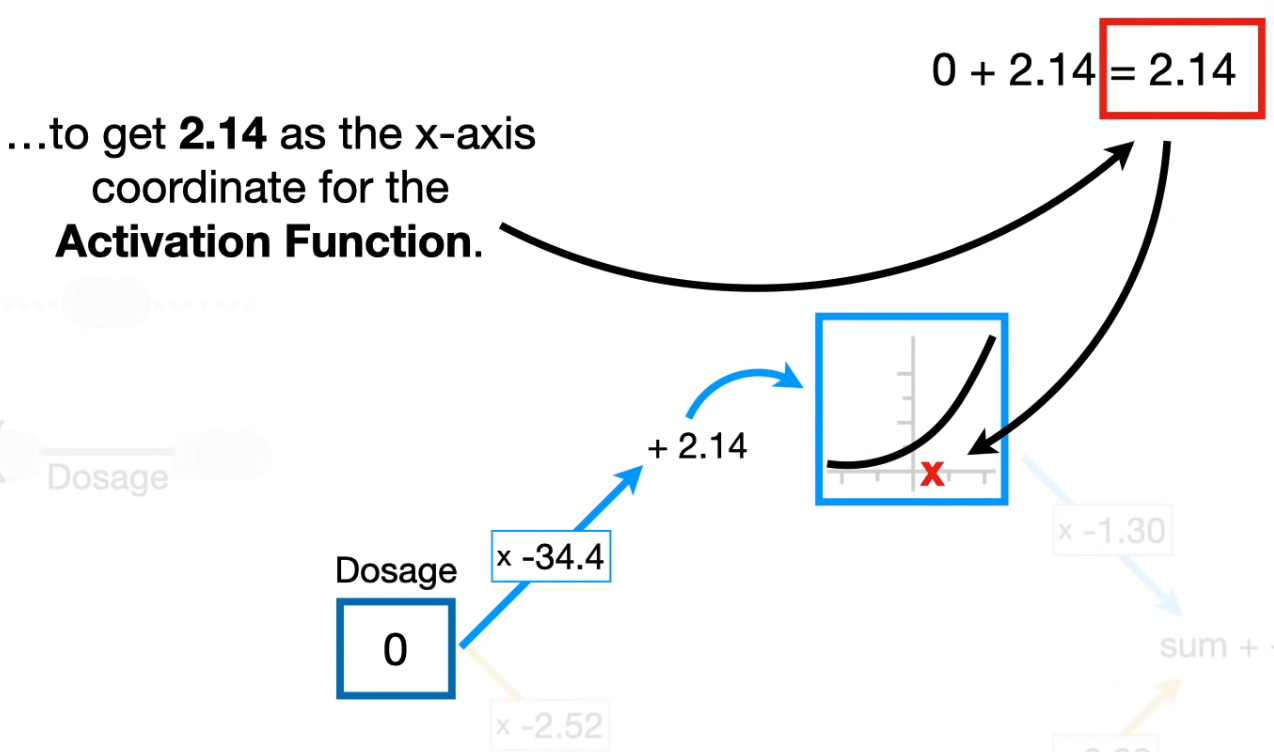 0 + 2.14 = 2.14
...to get 2.14 as the x-axis
coordinate for the
Activation Function.
+ 2.14
x
Dosage
x -1.30
x -34.4
Dosage
0
sum +
x -2.52